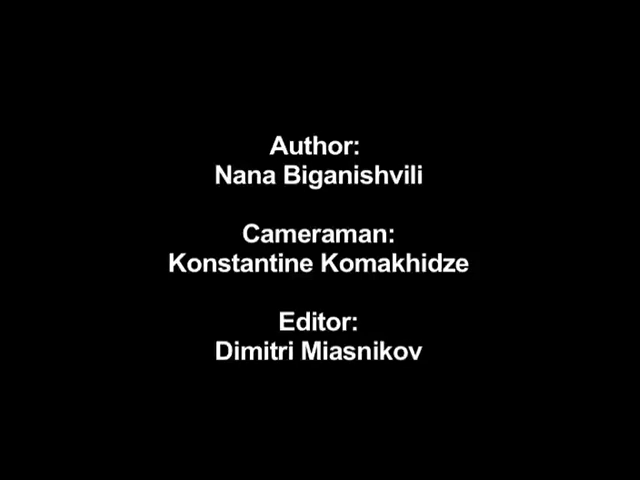 Author:
Nana Biganishvili
Cameraman:
Konstantine Komakhidze
Editor:
Dimitri Miasnikov